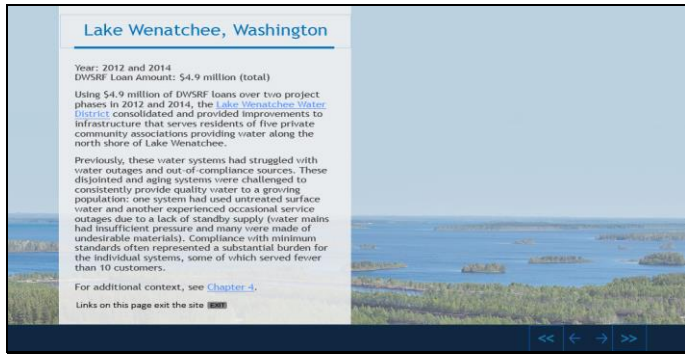 Lake Wenatchee, Washington
Year: 2012 and 2014
DWSRF Loan Amount: $4.9 million (total)
Using $4.9 million of DWSRF loans over two project
phases in 2012 and 2014, the Lake Wenatchee Water
District consolidated and provided improvements to
infrastructure that serves residents of five private
community associations providing water along the
north shore of Lake Wenatchee.
Previously, these water systems had struggled with
water outages and out-of-compliance sources. These
disjointed and aging systems were challenged to
consistently provide quality water to a growing
population: one system had used untreated surface
water and another experienced occasional service
outages due to a lack of standby supply (water mains
had insufficient pressure and many were made of
undesirable materials). Compliance with minimum
standards often represented a substantial burden for
the individual systems, some of which served fewer
than 10 customers.
For additional context, see Chapter 4.
Links on this page exit the site EXIT
<< ← → >>